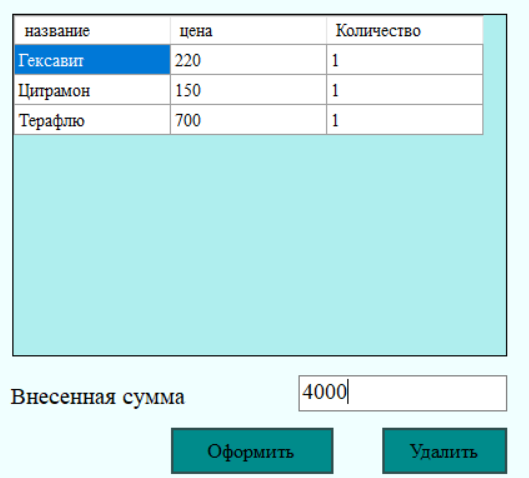 название цена Количество
Гексавит 220 1
Цитрамон 150 1
Терафлю 700 1
Внесенная сумма 4000
Оформить Удалить